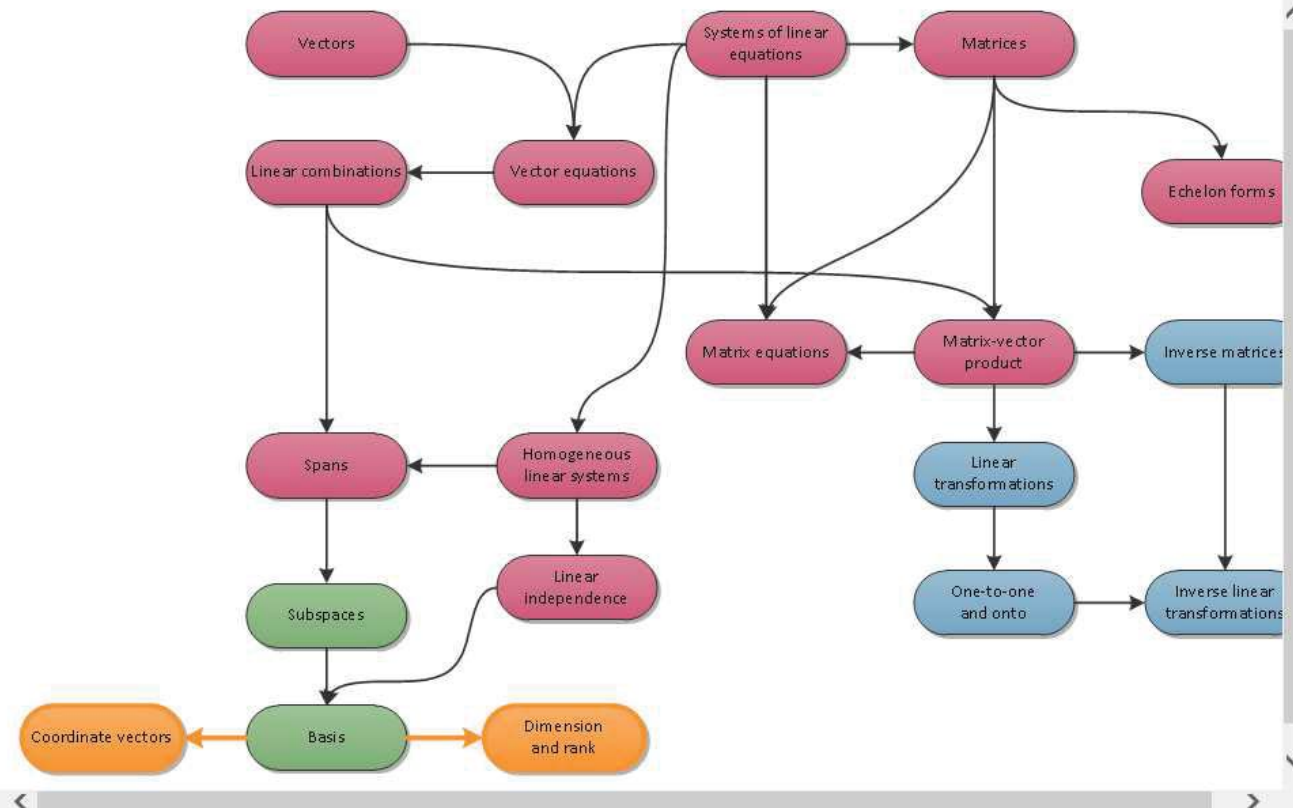 Vectors
Systems of linear
equations
Matrices
Linear combinations
Vector equations
Echelon forms
Matrix equations
Matrix-vector
product
Inverse matrices
Spans
Homogeneous
linear systems
Linear
transformations
Subspaces
Linear
independence
One-to-one
and onto
Inverse linear
transformations
Coordinate vectors
Basis
Dimension
and rank